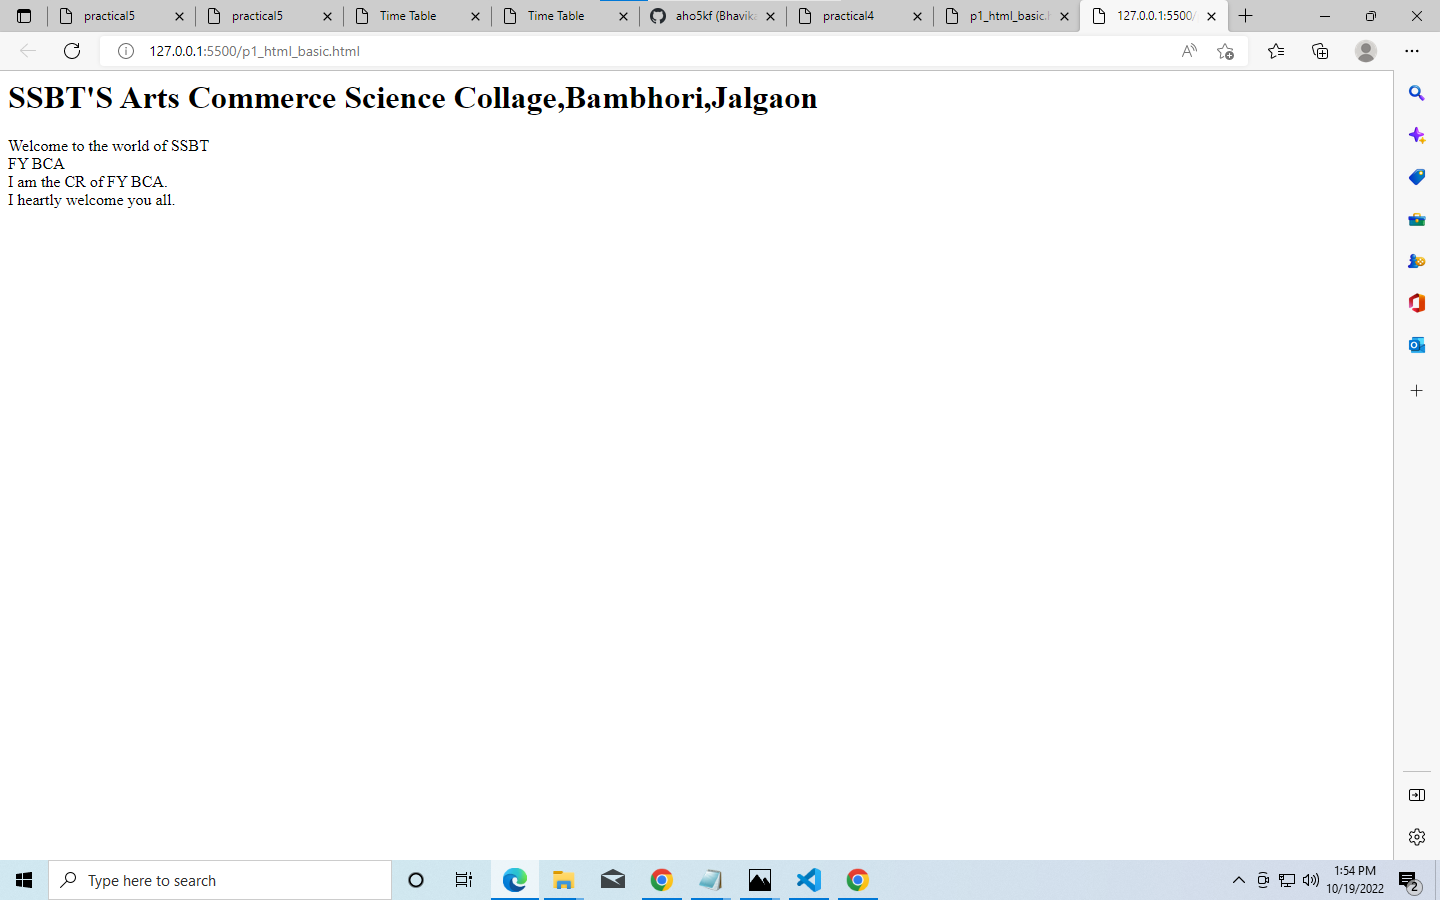 practical5
practical5
Time Table
Time Table
aho5kf (Bhavika
practical4
p1_html_basic.h
127.0.0.1:5500/
127.0.0.1:5500/p1_html_basic.html
SSBT'S Arts Commerce Science Collage,Bambhori,Jalgaon
Welcome to the world of SSBT
FY BCA
I am the CR of FY BCA.
I heartly welcome you all.
Type here to search
1:54 PM
10/19/2022
2